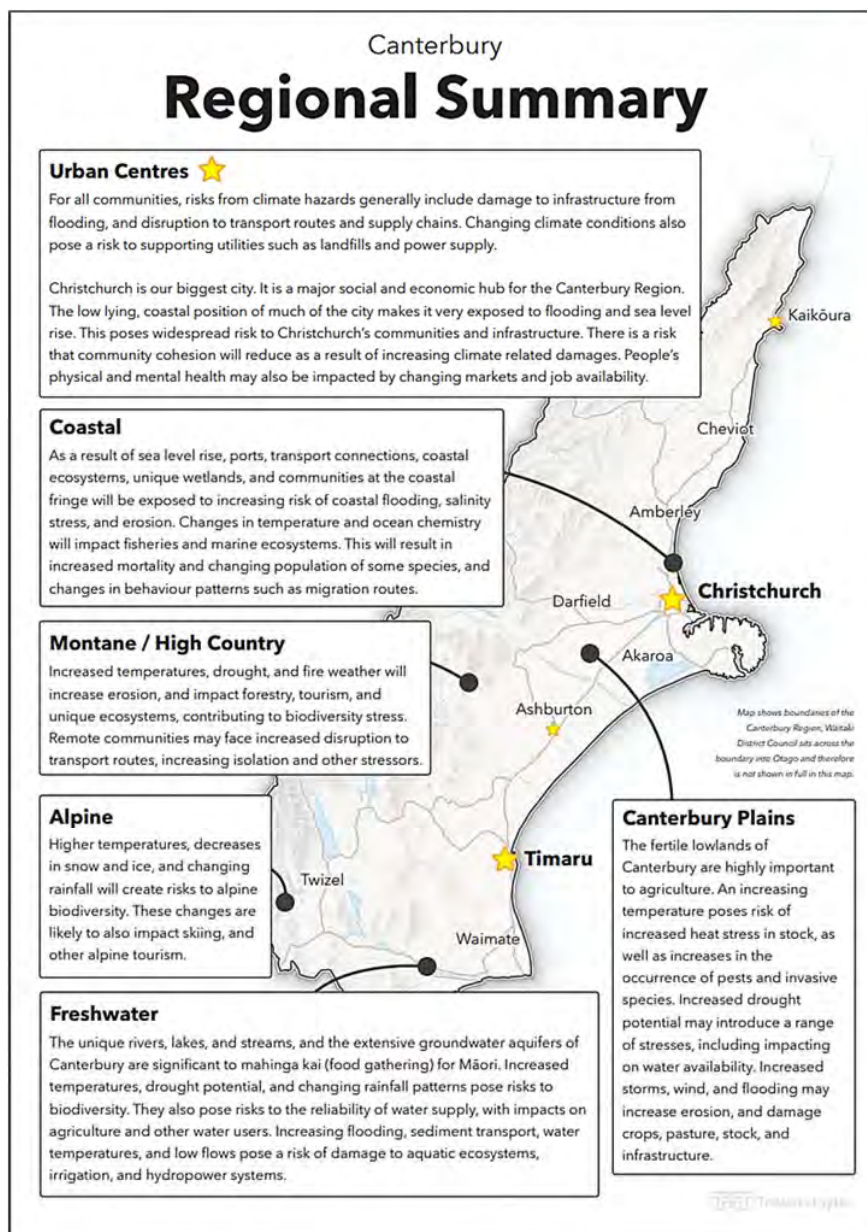 Canterbury
Regional Summary
Urban Centres
For all communities, risks from climate hazards generally include damage to infrastructure from
flooding, and disruption to transport routes and supply chains. Changing climate conditions also
pose a risk to supporting utilities such as landfills and power supply.
Christchurch is our biggest city. It is a major social and economic hub for the Canterbury Region.
The low lying, coastal position of much of the city makes it very exposed to flooding and sea level
rise. This poses widespread risk to Christchurch's communities and infrastructure. There is a risk
that community cohesion will reduce as a result of increasing climate related damages. People's
physical and mental health may also be impacted by changing markets and job availability.
Kaikōura
Coastal
As a result of sea level rise, ports, transport connections, coastal
ecosystems, unique wetlands, and communities at the coastal
fringe will be exposed to increasing risk of coastal flooding, salinity
stress, and erosion. Changes in temperature and ocean chemistry
will impact fisheries and marine ecosystems. This will result in
increased mortality and changing population of some species, and
changes in behaviour patterns such as migration routes.
Cheviot
Amberley
Christchurch
Darfield
Akaroa
Montane / High Country
Increased temperatures, drought, and fire weather will
increase erosion, and impact forestry, tourism, and
unique ecosystems, contributing to biodiversity stress.
Remote communities may face increased disruption to
transport routes, increasing isolation and other stressors.
Ashburton
Map shows boundaries of the
Canterbury Region, Waitaki
District Council sits across the
boundary into Otago and therefore
is not shown in full in this map.
Alpine
Higher temperatures, decreases
in snow and ice, and changing
rainfall will create risks to alpine
biodiversity. These changes are
likely to also impact skiing, and
other alpine tourism.
Twizel
Timaru
Waimate
Canterbury Plains
The fertile lowlands of
Canterbury are highly important
to agriculture. An increasing
temperature poses risk of
increased heat stress in stock, as
well as increases in the
occurrence of pests and invasive
species. Increased drought
potential may introduce a range
of stresses, including impacting
on water availability. Increased
storms, wind, and flooding may
increase erosion, and damage
crops, pasture, stock, and
infrastructure.
Freshwater
The unique rivers, lakes, and streams, and the extensive groundwater aquifers of
Canterbury are significant to mahinga kai (food gathering) for Māori. Increased
temperatures, drought potential, and changing rainfall patterns pose risks to
biodiversity. They also pose risks to the reliability of water supply, with impacts on
agriculture and other water users. Increasing flooding, sediment transport, water
temperatures, and low flows pose a risk of damage to aquatic ecosystems,
irrigation, and hydropower systems.